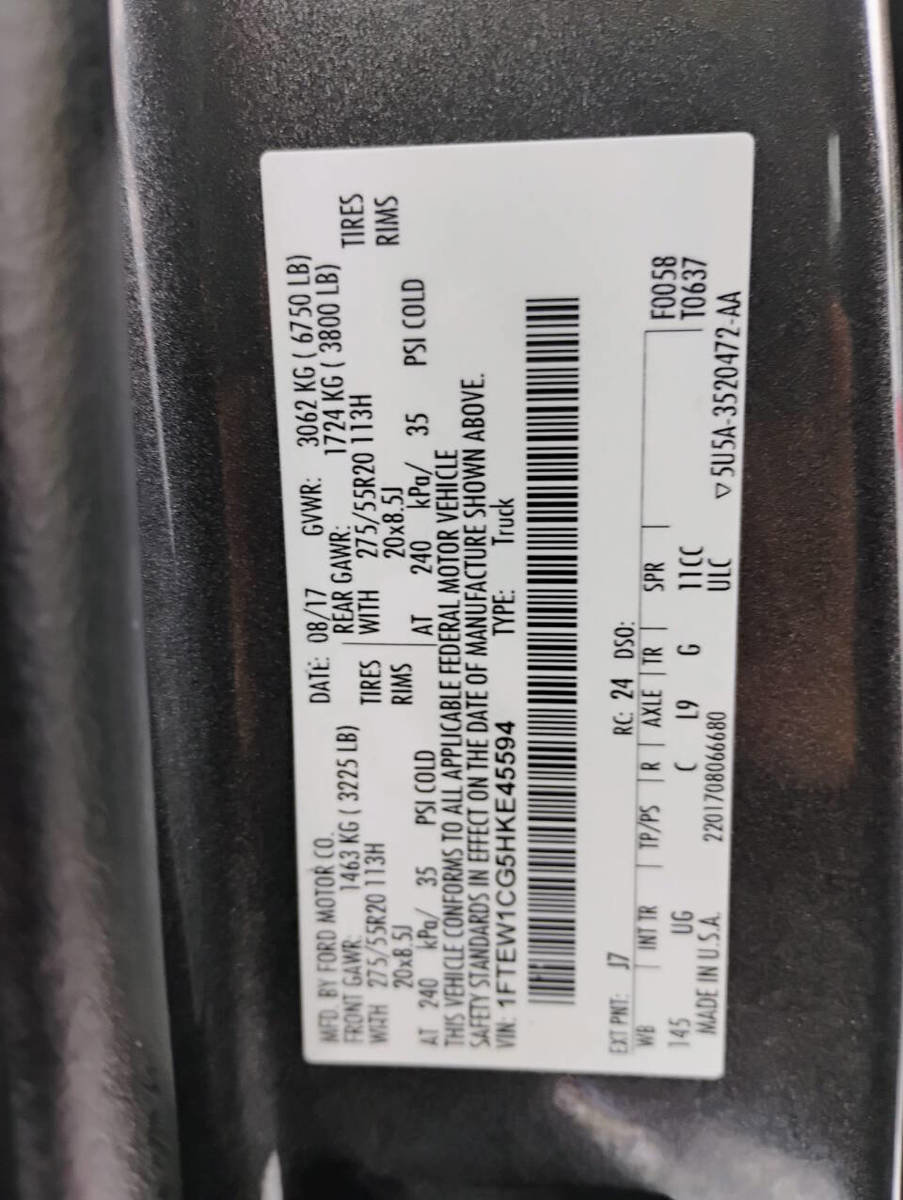 MFD. BY FORD MOTOR CO. DATE: 08/17 GVWR: 3062 KG ( 6750 LB)
FRONT GAWR: 1463 KG ( 3225 LB) REAR GAWR: 1724 KG ( 3800 LB)
WITH 275/55R20 113H TIRES WITH 275/55R20 113H TIRES
20x8.5J RIMS 20x8.5J RIMS
AT 240 kPa/ 35 PSI COLD AT 240 kPa/ 35 PSI COLD
THIS VEHICLE CONFORMS TO ALL APPLICABLE FEDERAL MOTOR VEHICLE
SAFETY STANDARDS IN EFFECT ON THE DATE OF MANUFACTURE SHOWN ABOVE.
VIN: 1FTEW1CG5HKE45594 TYPE: Truck
EXT PNT: J7 RC: 24 DSO:
WB INT TR TP/PS R AXLE TR SPR F0058
145 UG C L9 G 11CC T0637
MADE IN U.S.A. 2201708066680 ULC ▽5U5A-3520472-AA